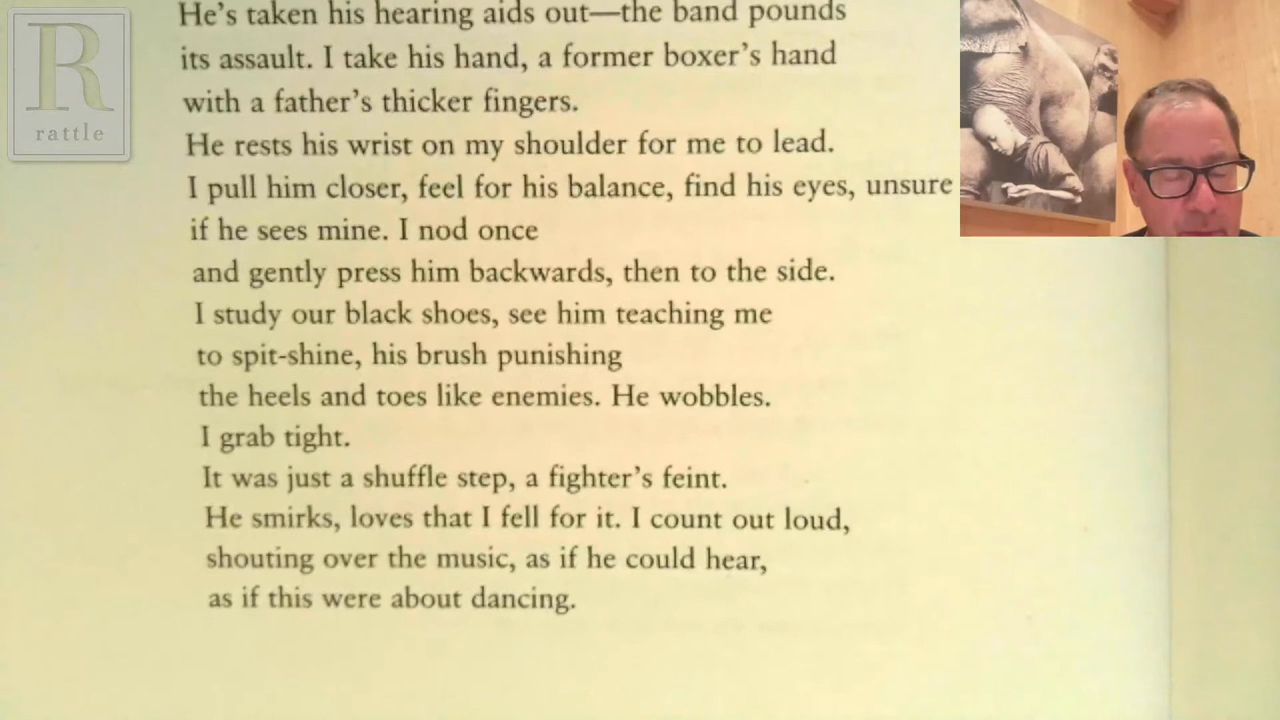 R
rattle
He's taken his hearing aids out—the band pounds
its assault. I take his hand, a former boxer's hand
with a father's thicker fingers.
He rests his wrist on my shoulder for me to lead.
I pull him closer, feel for his balance, find his eyes, unsure
if he sees mine. I nod once
and gently press him backwards, then to the side.
I study our black shoes, see him teaching me
to spit-shine, his brush punishing
the heels and toes like enemies. He wobbles.
I grab tight.
It was just a shuffle step, a fighter's feint.
He smirks, loves that I fell for it. I count out loud,
shouting over the music, as if he could hear,
as if this were about dancing.